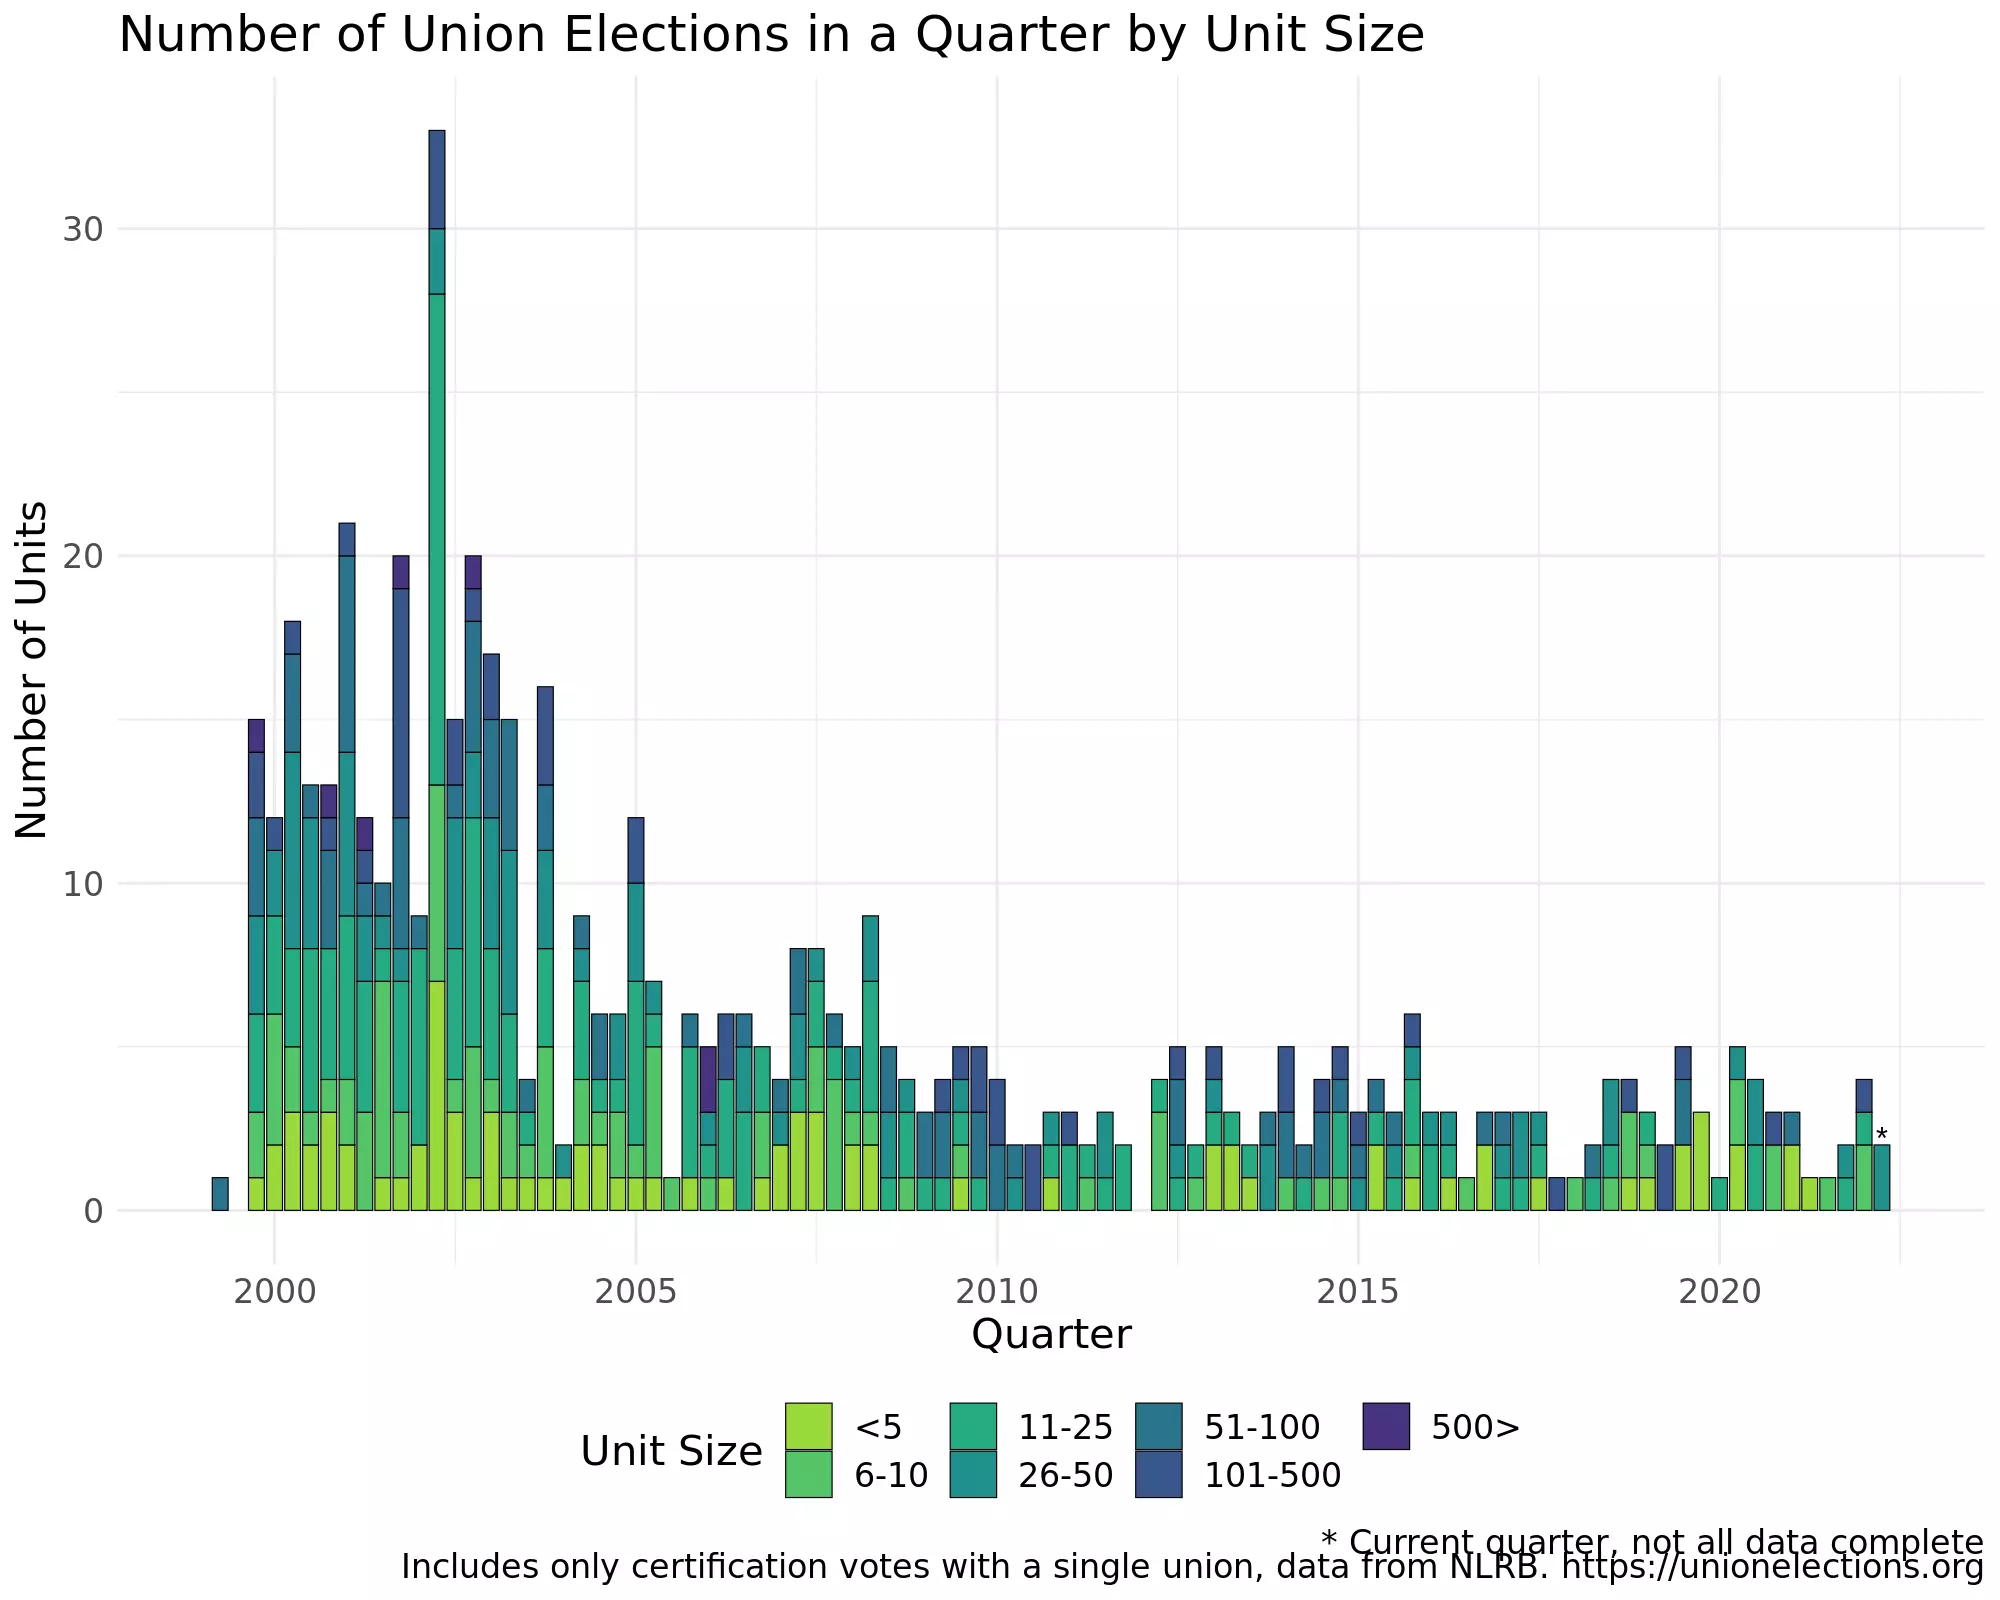 Number of Union Elections in a Quarter by Unit Size
Number of Units
30
20
10
0
2000 2005 2010 2015 2020
*
Quarter
Unit Size
<5 11-25 51-100 500>
6-10 26-50 101-500
* Current quarter, not all data complete
Includes only certification votes with a single union, data from NLRB. https://unionelections.org